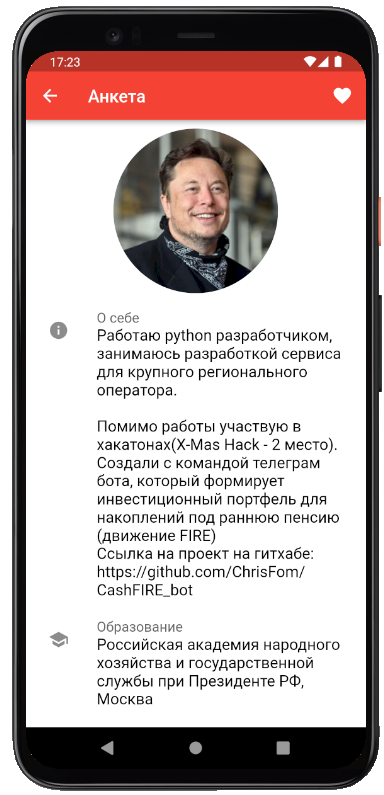 17:23
Анкета
О себе
Работаю python разработчиком,
занимаюсь разработкой сервиса
для крупного регионального
оператора.
Помимо работы участвую в
хакатонах(X-Mas Hack - 2 место).
Создали с командой телеграм
бота, который формирует
инвестиционный портфель для
накоплений под раннюю пенсию
(движение FIRE)
Ссылка на проект на гитхабе:
https://github.com/ChrisFom/
CashFIRE_bot
Образование
Российская академия народного
хозяйства и государственной
службы при Президенте РФ,
Москва